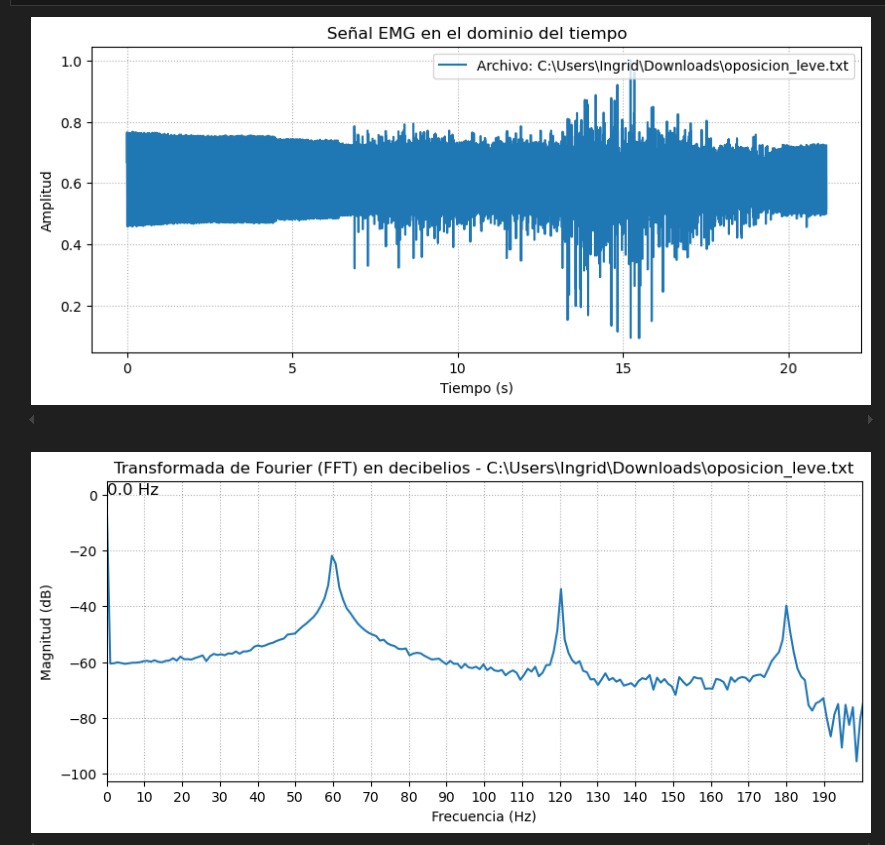 Señal EMG en el dominio del tiempo
Archivo: C:\Users\Ingrid\Downloads\oposicion_leve.txt
Amplitud
1.0
0.8
0.6
0.4
0.2
0 5 10 15 20
Tiempo (s)
Transformada de Fourier (FFT) en decibelios - C:\Users\Ingrid\Downloads\oposicion_leve.txt
0.0 Hz
Magnitud (dB)
0
−20
−40
−60
−80
−100
0 10 20 30 40 50 60 70 80 90 100 110 120 130 140 150 160 170 180 190
Frecuencia (Hz)